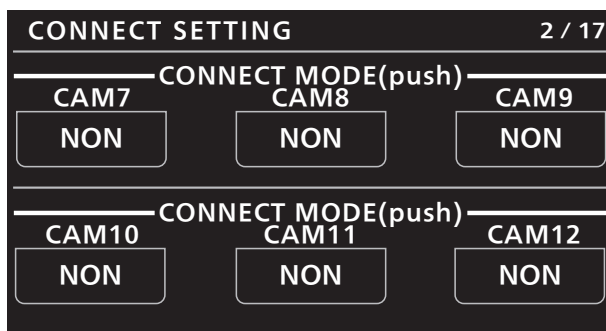 CONNECT SETTING 2 / 17
CONNECT MODE(push)
CAM7 CAM8 CAM9
NON NON NON
CONNECT MODE(push)
CAM10 CAM11 CAM12
NON NON NON